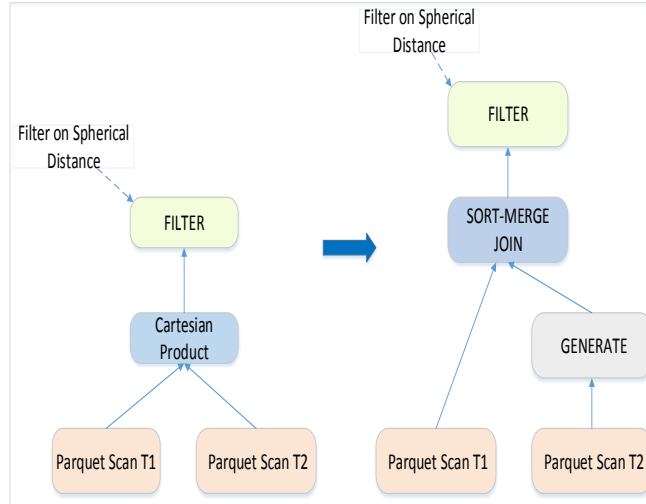 Filter on Spherical
Distance
FILTER
Cartesian
Product
Parquet Scan T1
Parquet Scan T2
Filter on Spherical
Distance
FILTER
SORT-MERGE
JOIN
GENERATE
Parquet Scan T1
Parquet Scan T2